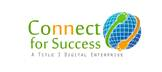 Connect
for Success
A Title I Digital Enterprise